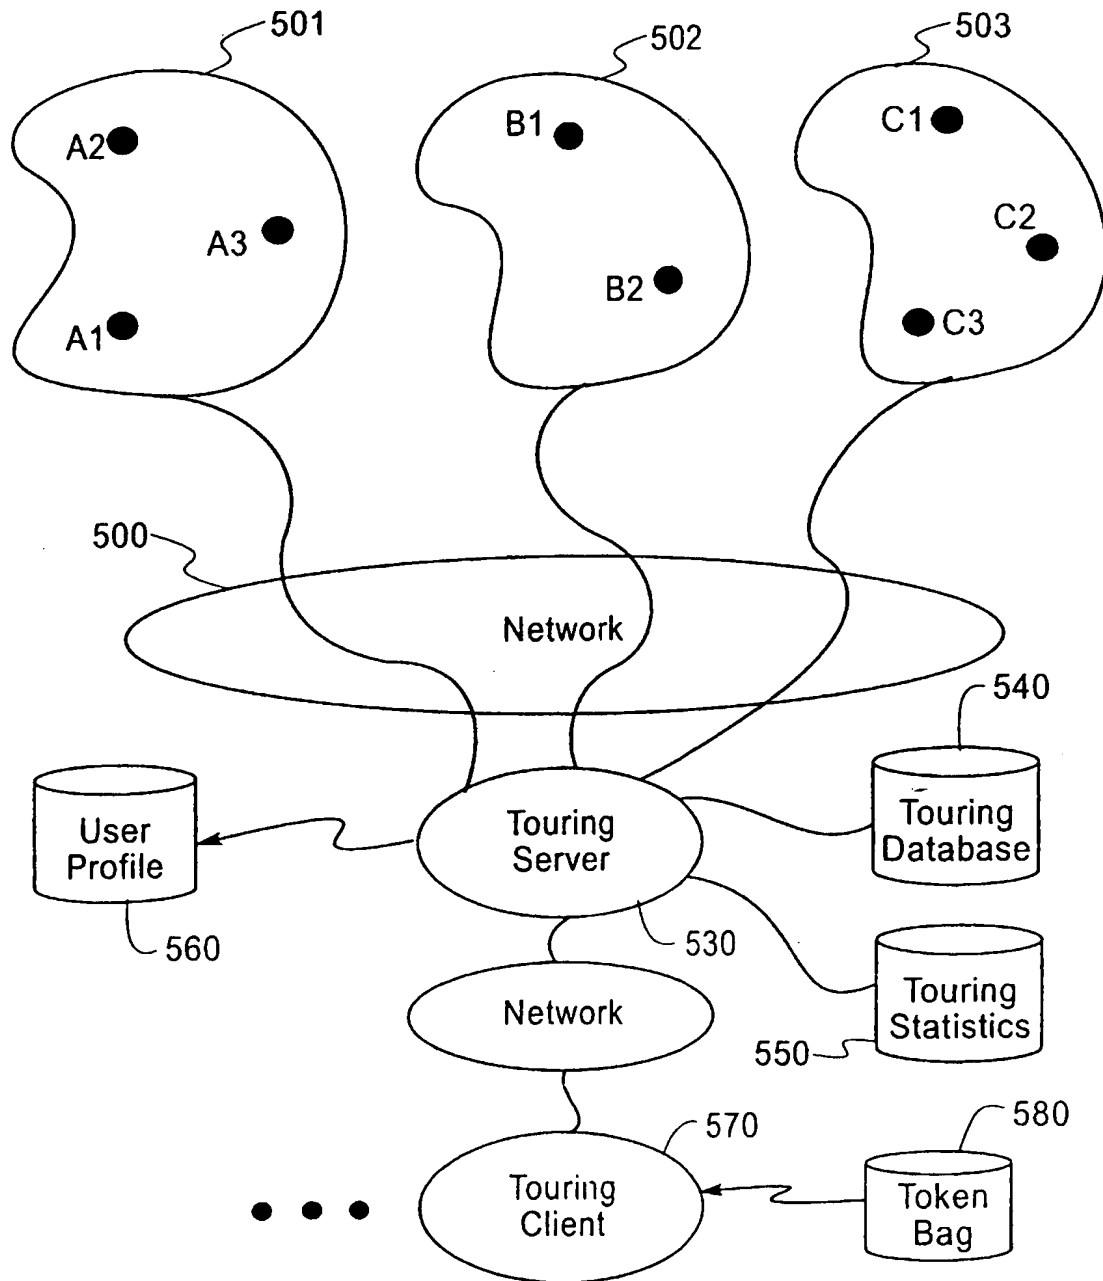 501
502
503
A2
B1
C1
A3
C2
B2
A1
C3
500
Network
540
User
Profile
Touring
Server
Touring
Database
560
530
Network
Touring
Statistics
550
570
580
Touring
Client
Token
Bag